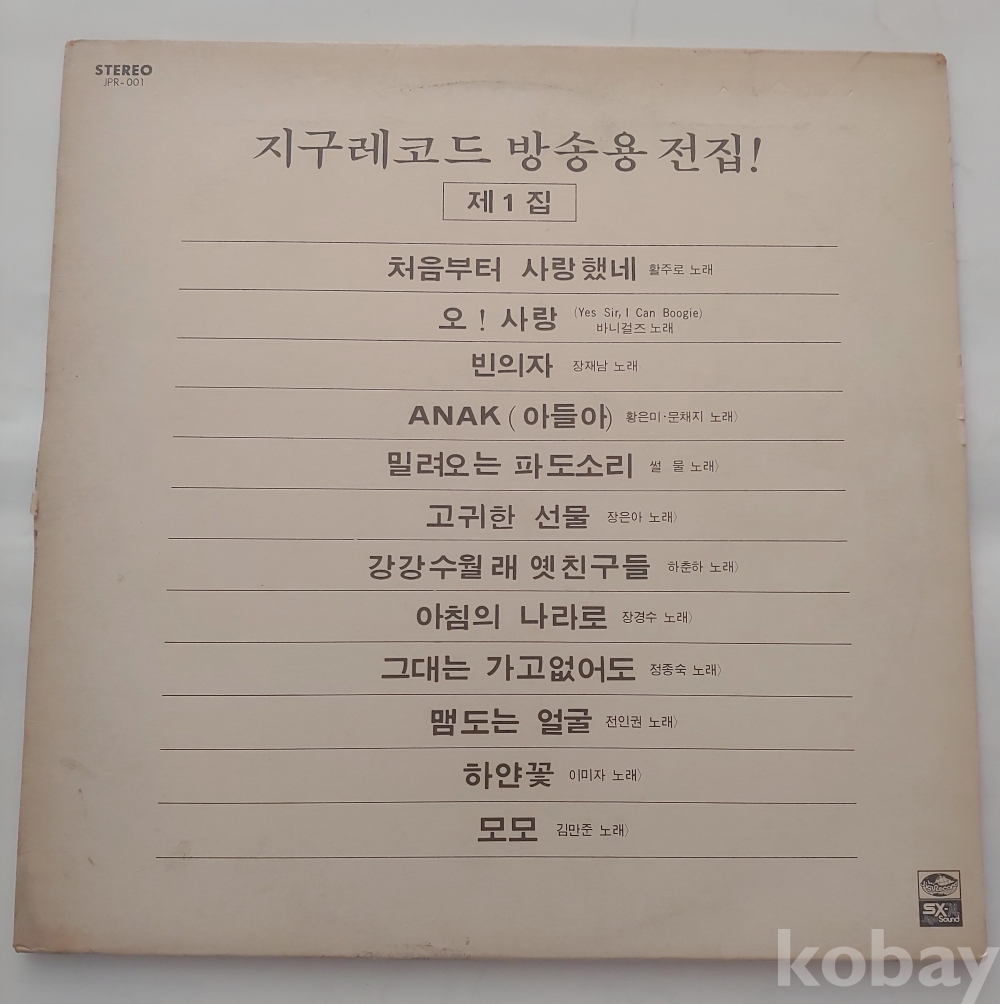 STEREO
JPR-001
지구레코드 방송용 전집!
제1집
처음부터 사랑했네 활주로 노래
오! 사랑 (Yes Sir, I Can Boogie)
바니걸즈 노래
빈의자 장재남 노래
ANAK (아들아) 황은미·문채지 노래)
밀려오는 파도소리 썰 물 노래)
고귀한 선물 장은아 노래)
강강수월래 옛친구들 하춘하 노래)
아침의 나라로 장경수 노래)
그대는 가고없어도 정종숙 노래)
맴도는 얼굴 전인권 노래)
하얀꽃 이미자 노래)
모모 김만준 노래)
SX-
Sound
kobay